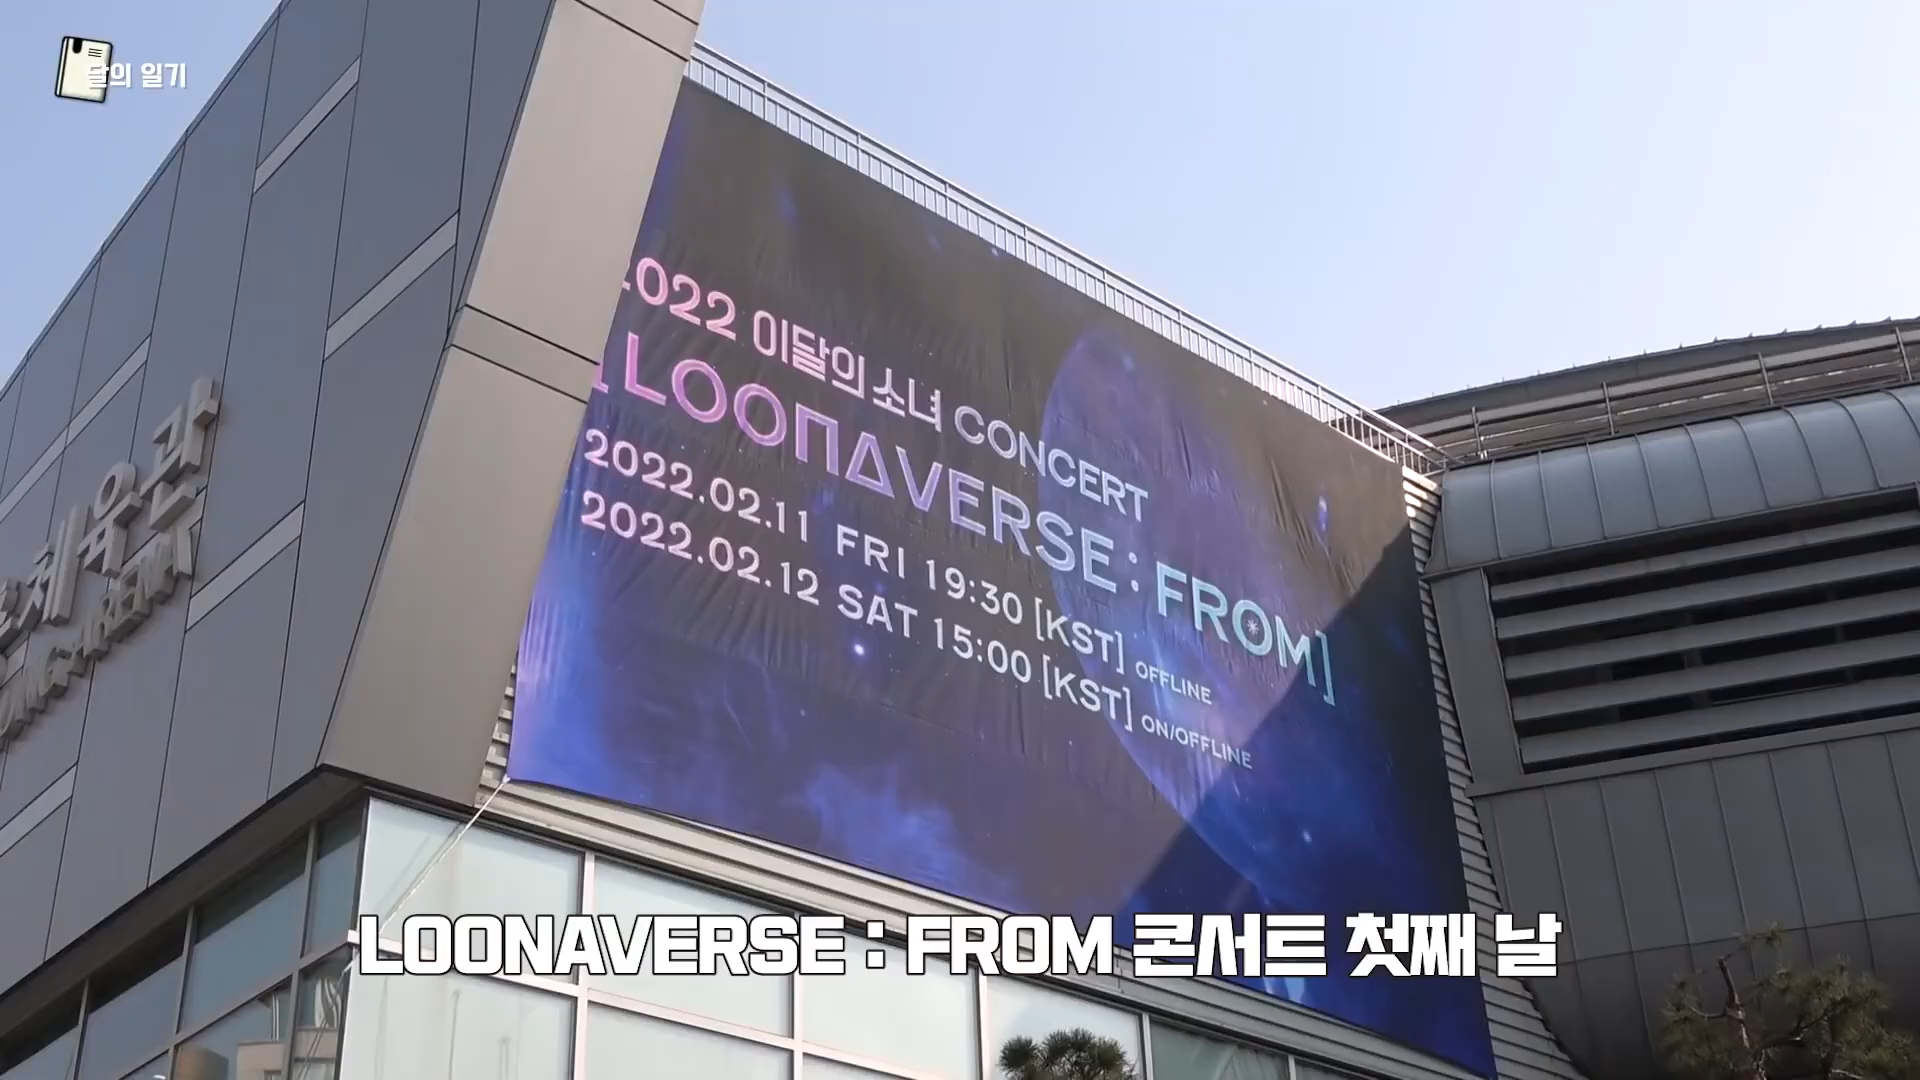 달의 일기
2022 이달의 소녀 CONCERT
[LOONAVERSE : FROM]
2022.02.11 FRI 19:30 [KST] OFFLINE
2022.02.12 SAT 15:00 [KST] ON/OFFLINE
체육관
LOONAVERSE : FROM 콘서트 첫째 날